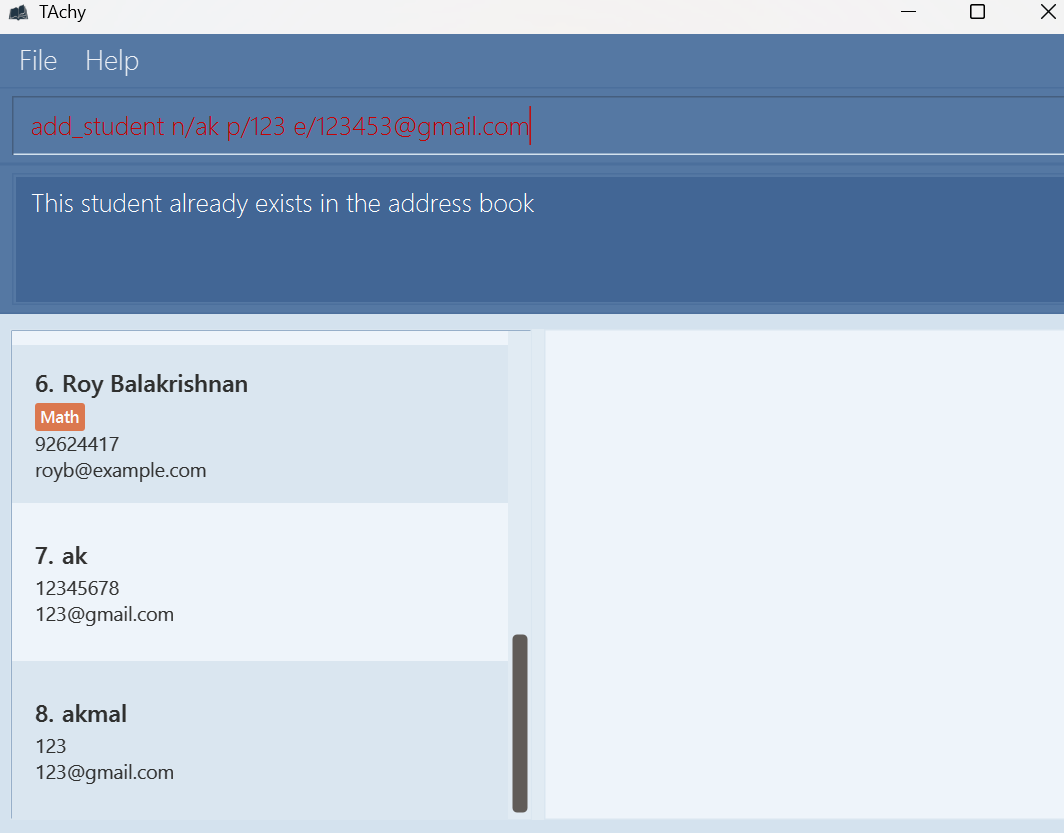 TAchy
File Help
add_student n/ak p/123 e/123453@gmail.com
This student already exists in the address book
6. Roy Balakrishnan
Math
92624417
royb@example.com
7. ak
12345678
123@gmail.com
8. akmal
123
123@gmail.com